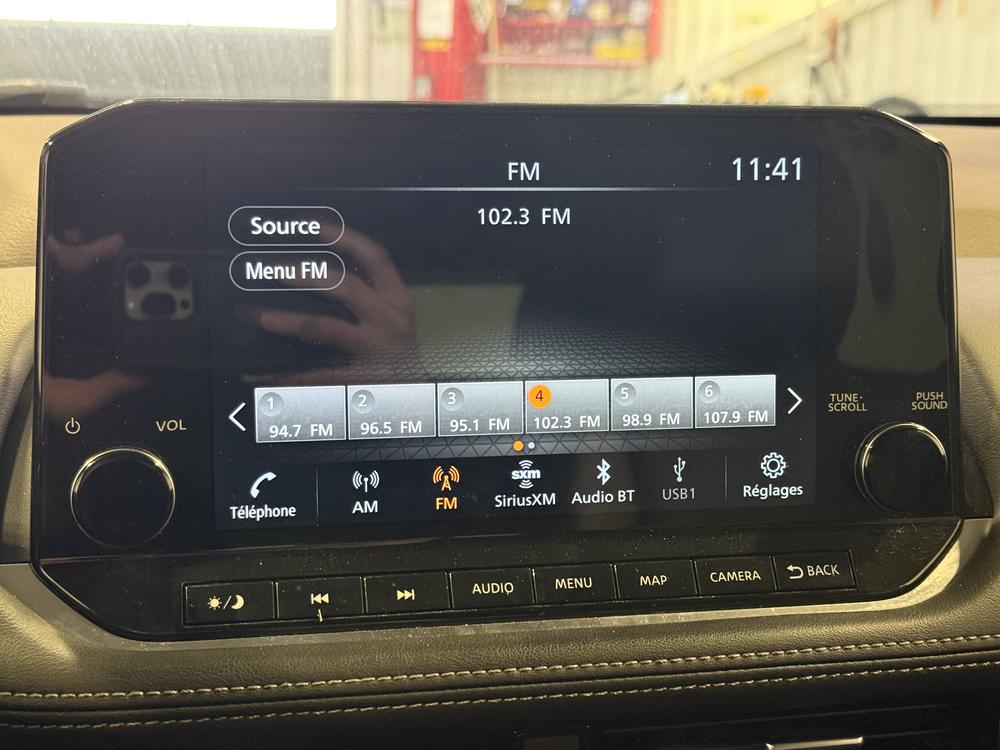 FM
11:41
Source
102.3 FM
Menu FM
1 2 3 4 5 6
94.7 FM 96.5 FM 95.1 FM 102.3 FM 98.9 FM 107.9 FM
TUNE·
SCROLL
PUSH
SOUND
VOL
sxm
Téléphone AM FM SiriusXM Audio BT USB1 Réglages
AUDIO MENU MAP CAMERA BACK